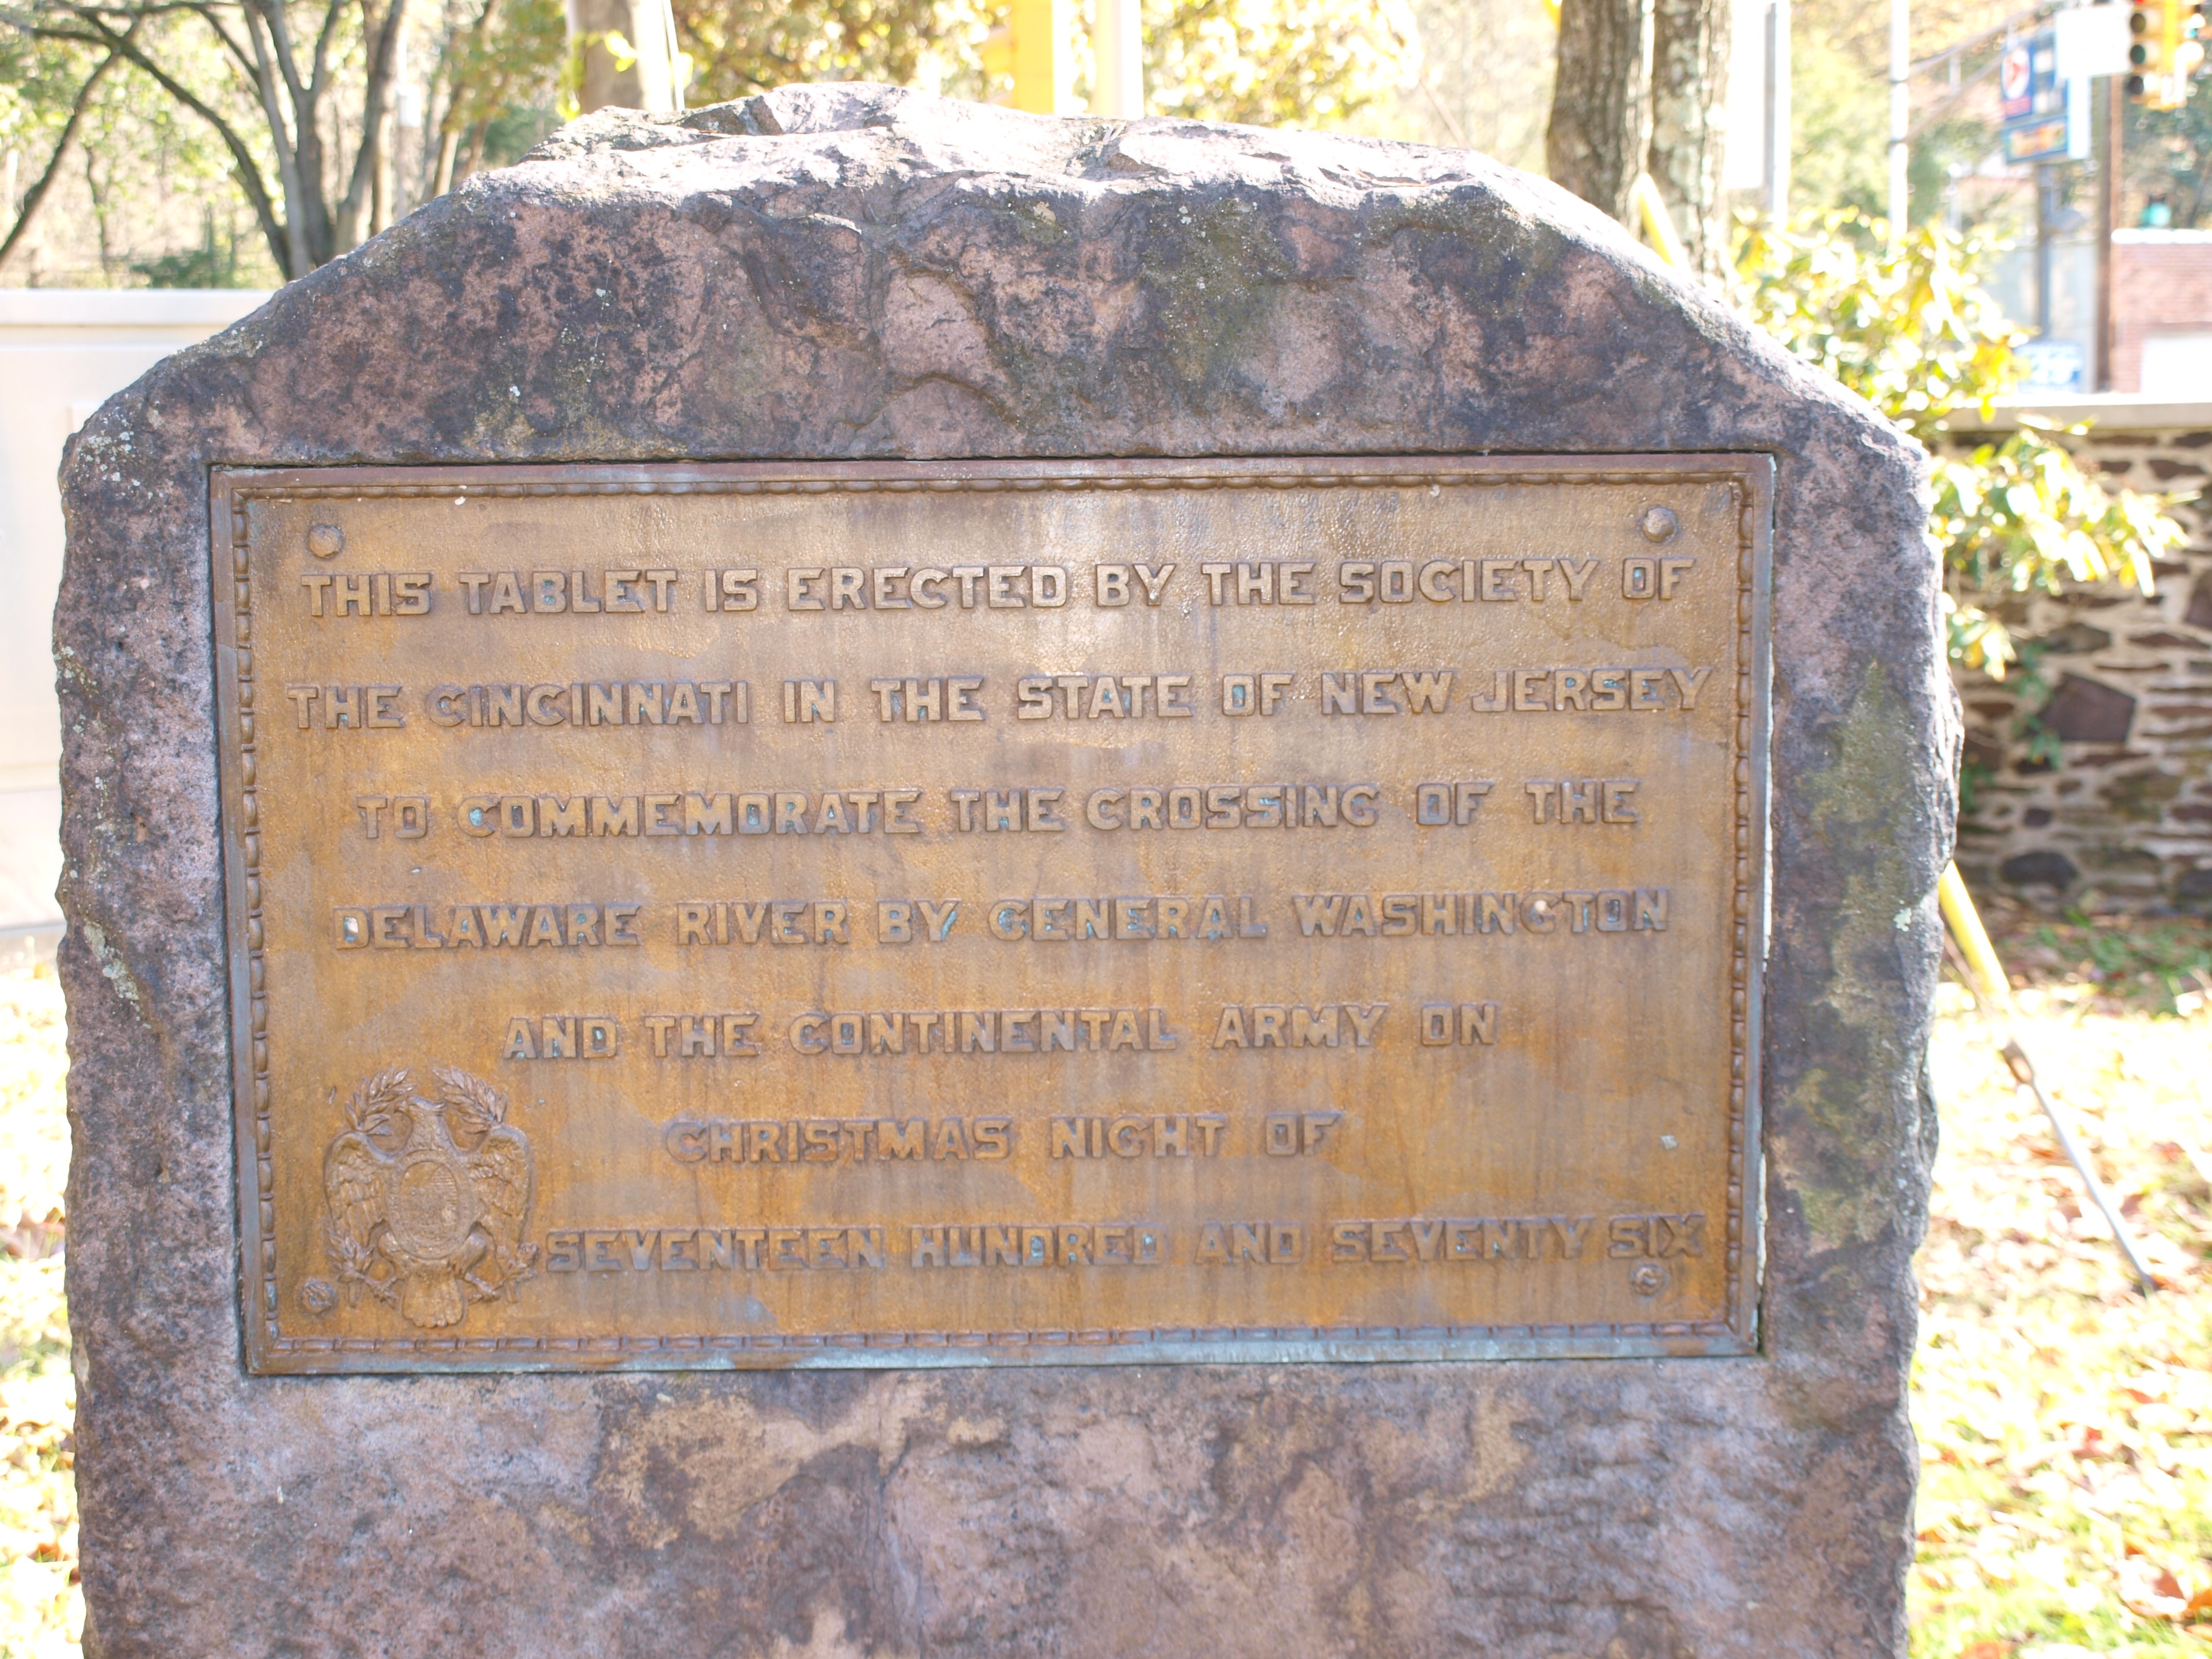 THIS TABLET IS ERECTED BY THE SOCIETY OF
THE CINCINNATI IN THE STATE OF NEW JERSEY
TO COMMEMORATE THE CROSSING OF THE
DELAWARE RIVER BY GENERAL WASHINGTON
AND THE CONTINENTAL ARMY ON
CHRISTMAS NIGHT OF
SEVENTEEN HUNDRED AND SEVENTY SIX